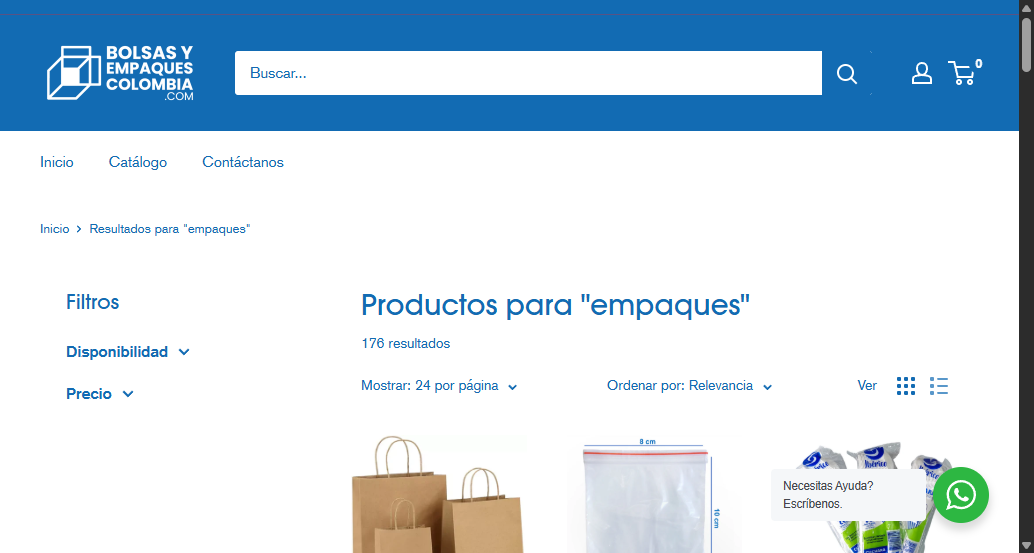 BOLSAS Y
EMPAQUES
COLOMBIA
.COM
Buscar...
0
Inicio
Catálogo
Contáctanos
Inicio > Resultados para "empaques"
Filtros
Disponibilidad
Precio
Productos para "empaques"
176 resultados
Mostrar: 24 por página
Ordenar por: Relevancia
Ver
8 cm
10 cm
Necesitas Ayuda?
Escríbenos.